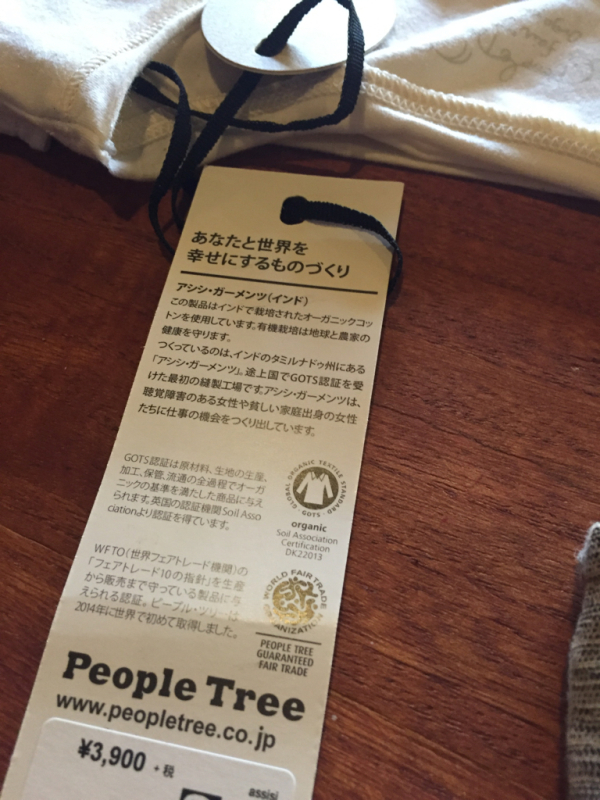 あなたと世界を
幸せにするものづくり
アシシ・ガーメンツ(インド)
この製品はインドで栽培されたオーガニックコッ
トンを使用しています。有機栽培は地球と農家の
健康を守ります。
つくっているのは、インドのタミルナドゥ州にある
「アシシ・ガーメンツ」。途上国でGOTS認証を受
けた最初の縫製工場です。アシシ・ガーメンツは、
聴覚障害のある女性や貧しい家庭出身の女性
たちに仕事の機会をつくり出しています。
GOTS認証は原材料、生地の生産、
加工、保管、流通の全過程でオーガ
ニックの基準を満たした商品に与え
られます。英国の認証機関Soil Asso
ciationより認証を得ています。
GLOBAL ORGANIC TEXTILE STANDARD
· GOTS ·
organic
Soil Association
Certification
DK22013
WFTO(世界フェアトレード機関)の
「フェアトレード10の指針」を生産
から販売まで守っている製品に与
えられる認証。ピープル・ツリーは
2014年に世界で初めて取得しました。
WORLD FAIR TRADE
PEOPLE TREE
GUARANTEED
FAIR TRADE
People Tree
www.peopletree.co.jp
¥3,900 +税
assisi